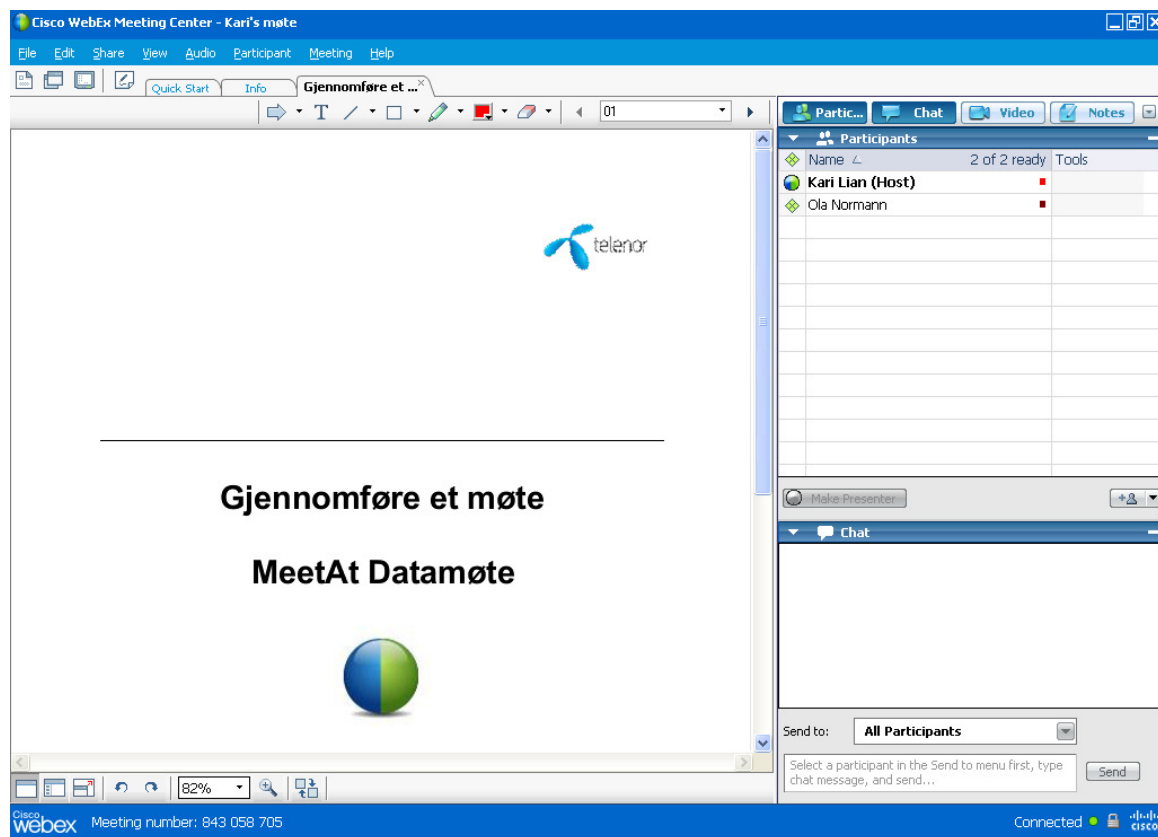 Cisco WebEx Meeting Center - Kari's møte
File Edit Share View Audio Participant Meeting Help
Quick Start Info Gjennomføre et ...
T 01
telenor
Gjennomføre et møte
MeetAt Datamøte
82%
Partic... Chat Video Notes
Participants
Name 2 of 2 ready Tools
Kari Lian (Host)
Ola Normann
Make Presenter
Chat
Send to: All Participants
Select a participant in the Send to menu first, type
chat message, and send...
Send
Cisco webex Meeting number: 843 058 705
Connected
CISCO